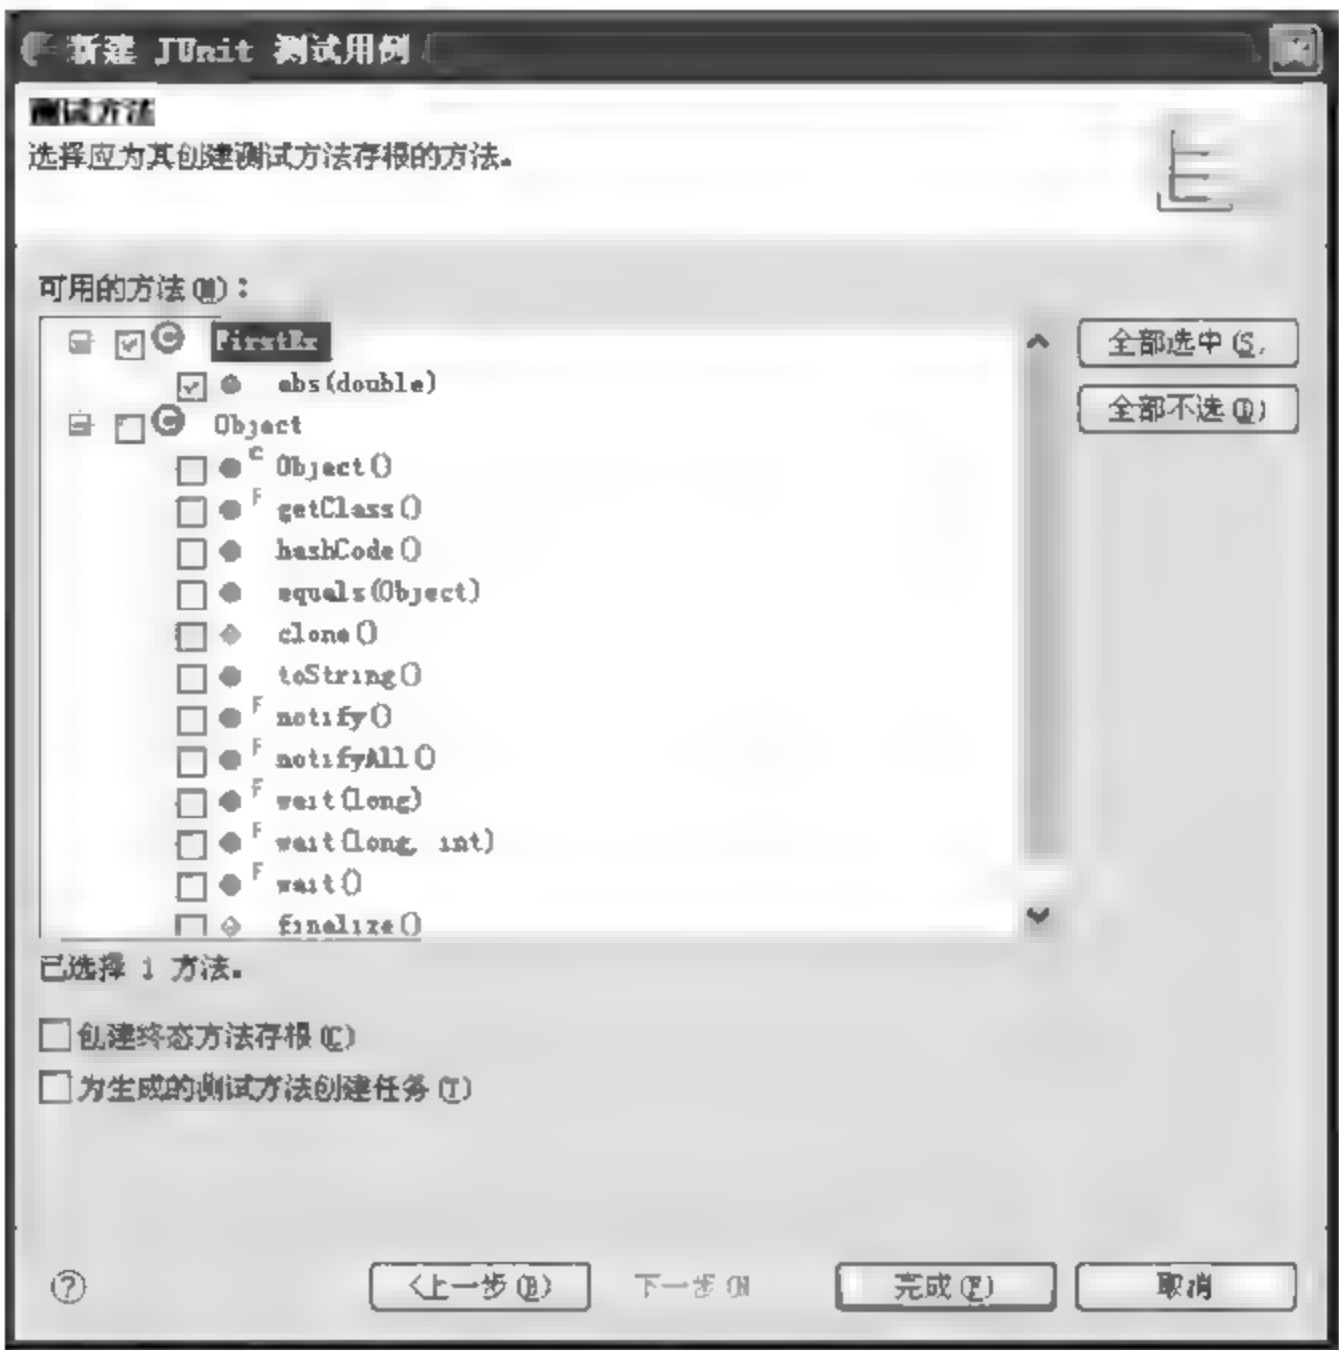 新建 JUnit 测试用例
测试方法
选择应为其创建测试方法存根的方法。
可用的方法(M):
FirstEx
abs(double)
Object
Object()
getClass()
hashCode()
equals(Object)
clone()
toString()
notify()
notifyAll()
wait(long)
wait(long, int)
wait()
finalize()
全部选中(S,
全部不选(D)
已选择 1 方法。
创建终态方法存根(C)
为生成的测试方法创建任务(T)
<上一步(B)
下一步(N
完成(F)
取消